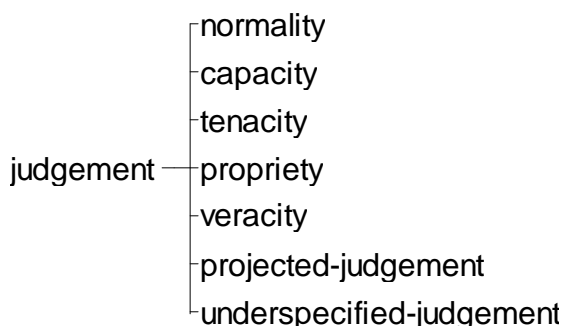 normality
capacity
tenacity
judgement
propriety
veracity
projected-judgement
underspecified-judgement